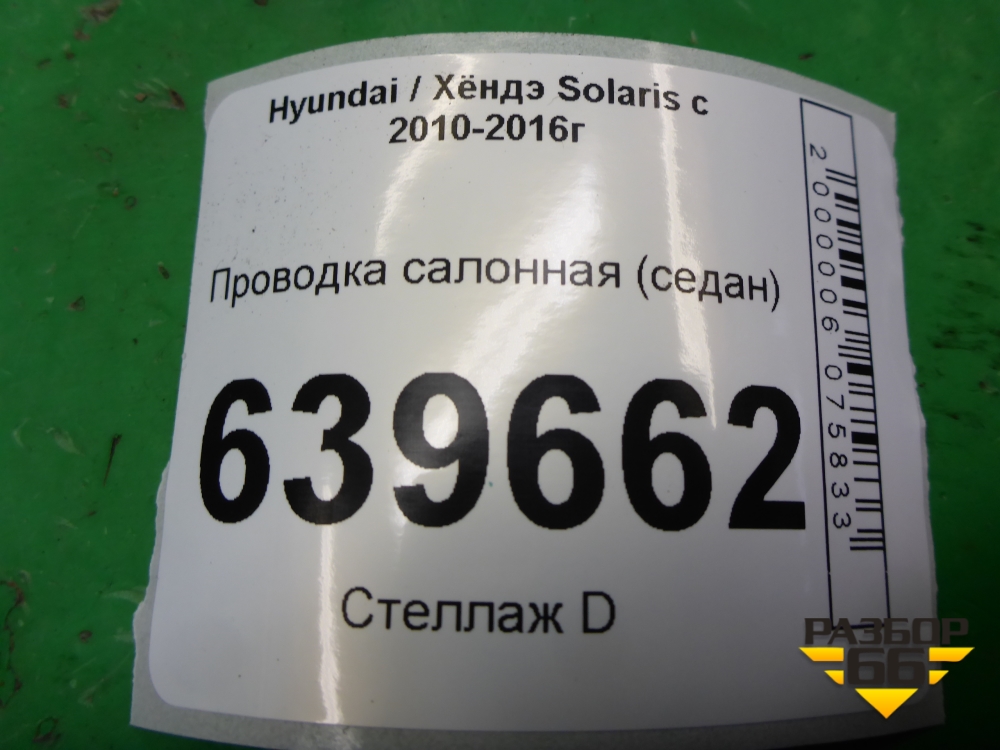 Hyundai / Хёндэ Solaris с
2010-2016г
Проводка салонная (седан)
639662
Стеллаж D
2000006075833
РАЗБОР
66